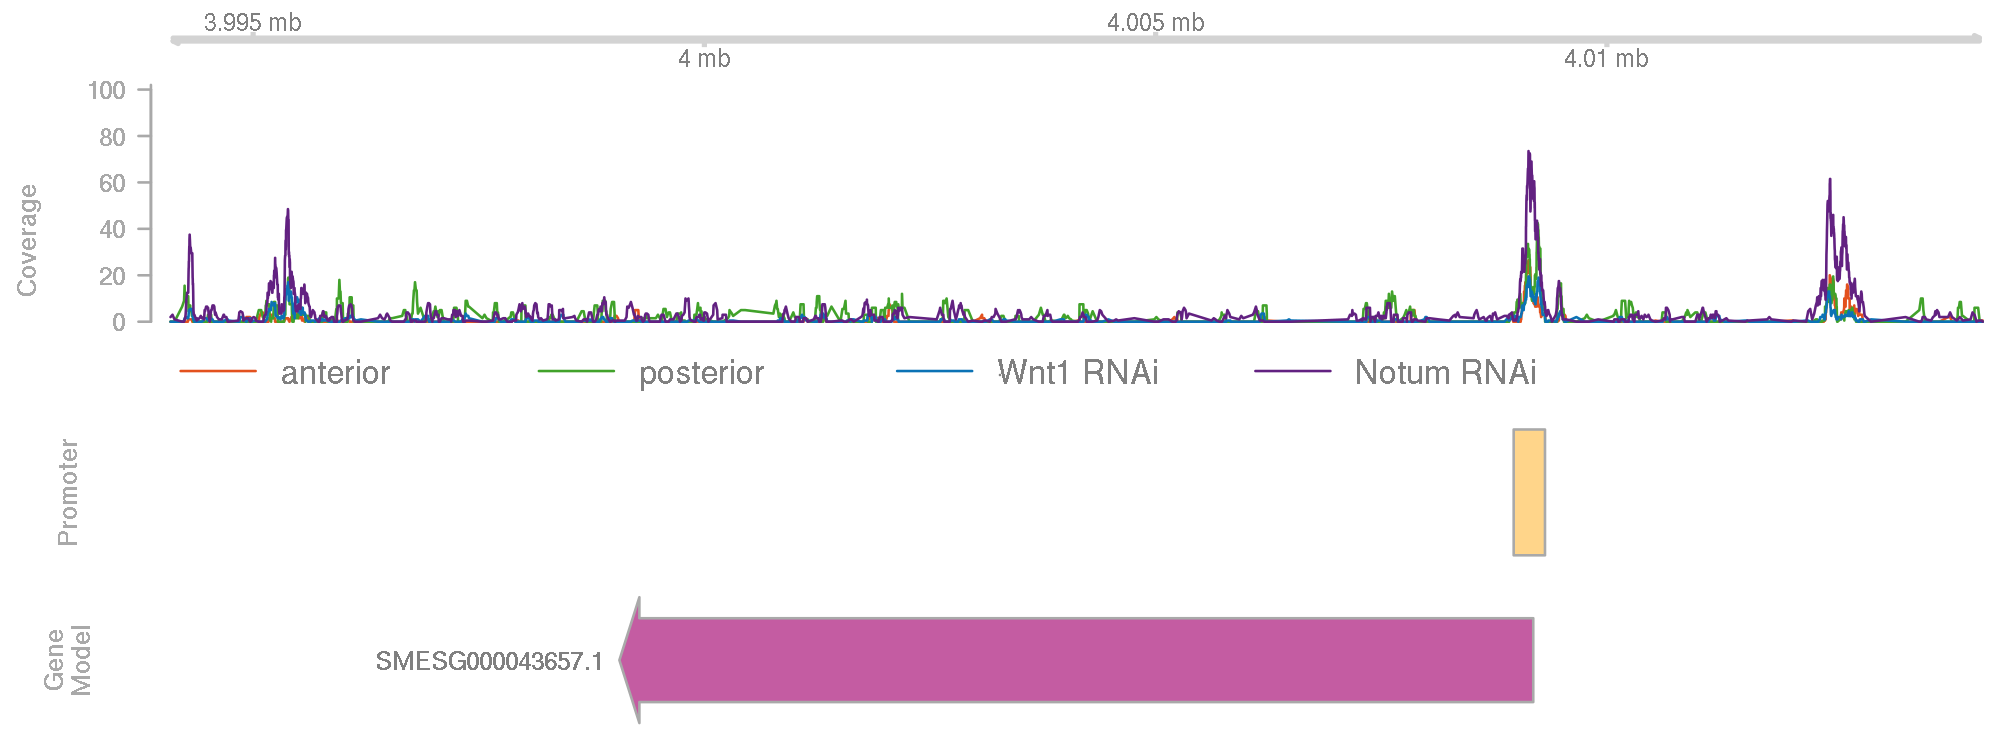 3.995 mb
4.005 mb
4 mb
4.01 mb
100
80
60
40
20
0
Coverage
anterior
posterior
Wnt1 RNAi
Notum RNAi
Promoter
Gene
Model
SMESG000043657.1